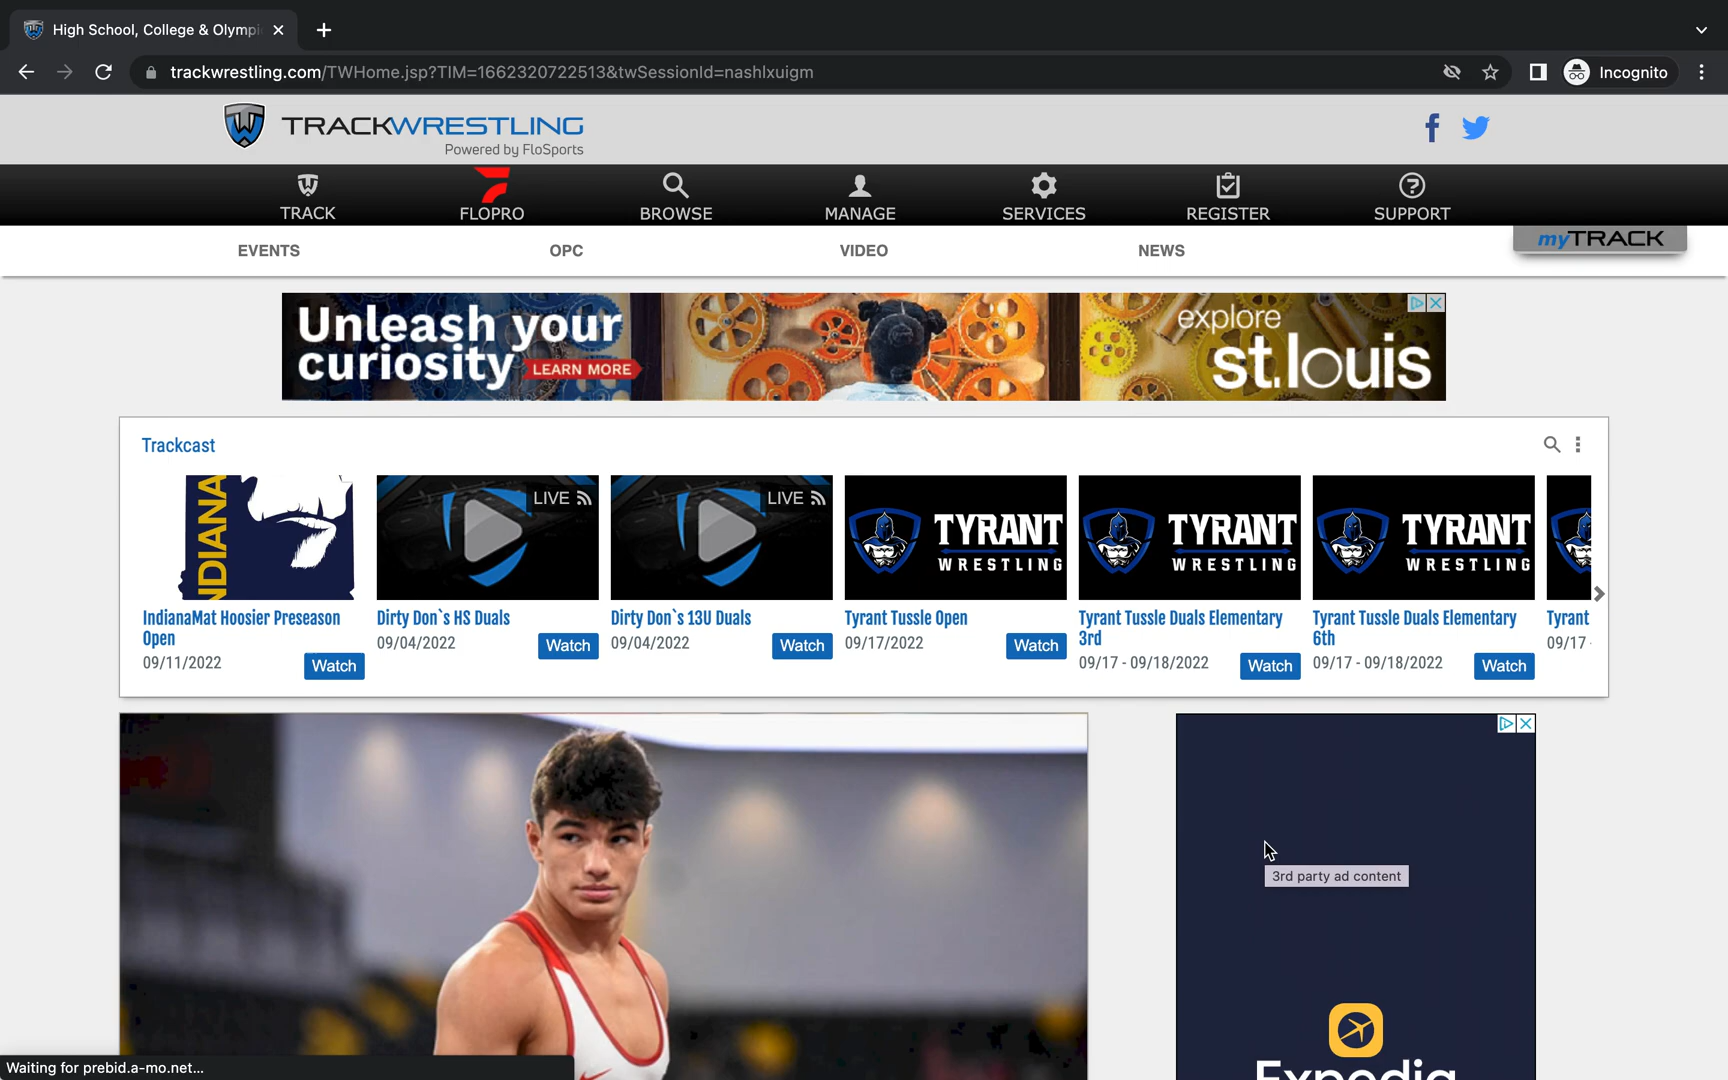 High School, College & Olympi
trackwrestling.com/TWHome.jsp?TIM=1662320722513&twSessionId=nashlxuigm
Incognito
TRACKWRESTLING
Powered by FloSports
TRACK
FLOPRO
BROWSE
MANAGE
SERVICES
REGISTER
SUPPORT
EVENTS
OPC
VIDEO
NEWS
myTRACK
Unleash your
curiosity
LEARN MORE
explore
st.louis
Trackcast
INDIANA
LIVE
LIVE
TYRANT
WRESTLING
TYRANT
WRESTLING
TYRANT
WRESTLING
IndianaMat Hoosier Preseason
Open
09/11/2022
Watch
Dirty Don`s HS Duals
09/04/2022
Watch
Dirty Don`s 13U Duals
09/04/2022
Watch
Tyrant Tussle Open
09/17/2022
Watch
Tyrant Tussle Duals Elementary
3rd
09/17 - 09/18/2022
Watch
Tyrant Tussle Duals Elementary
6th
09/17 - 09/18/2022
Watch
Tyrant
09/17 -
3rd party ad content
Expedia
Waiting for prebid.a-mo.net...